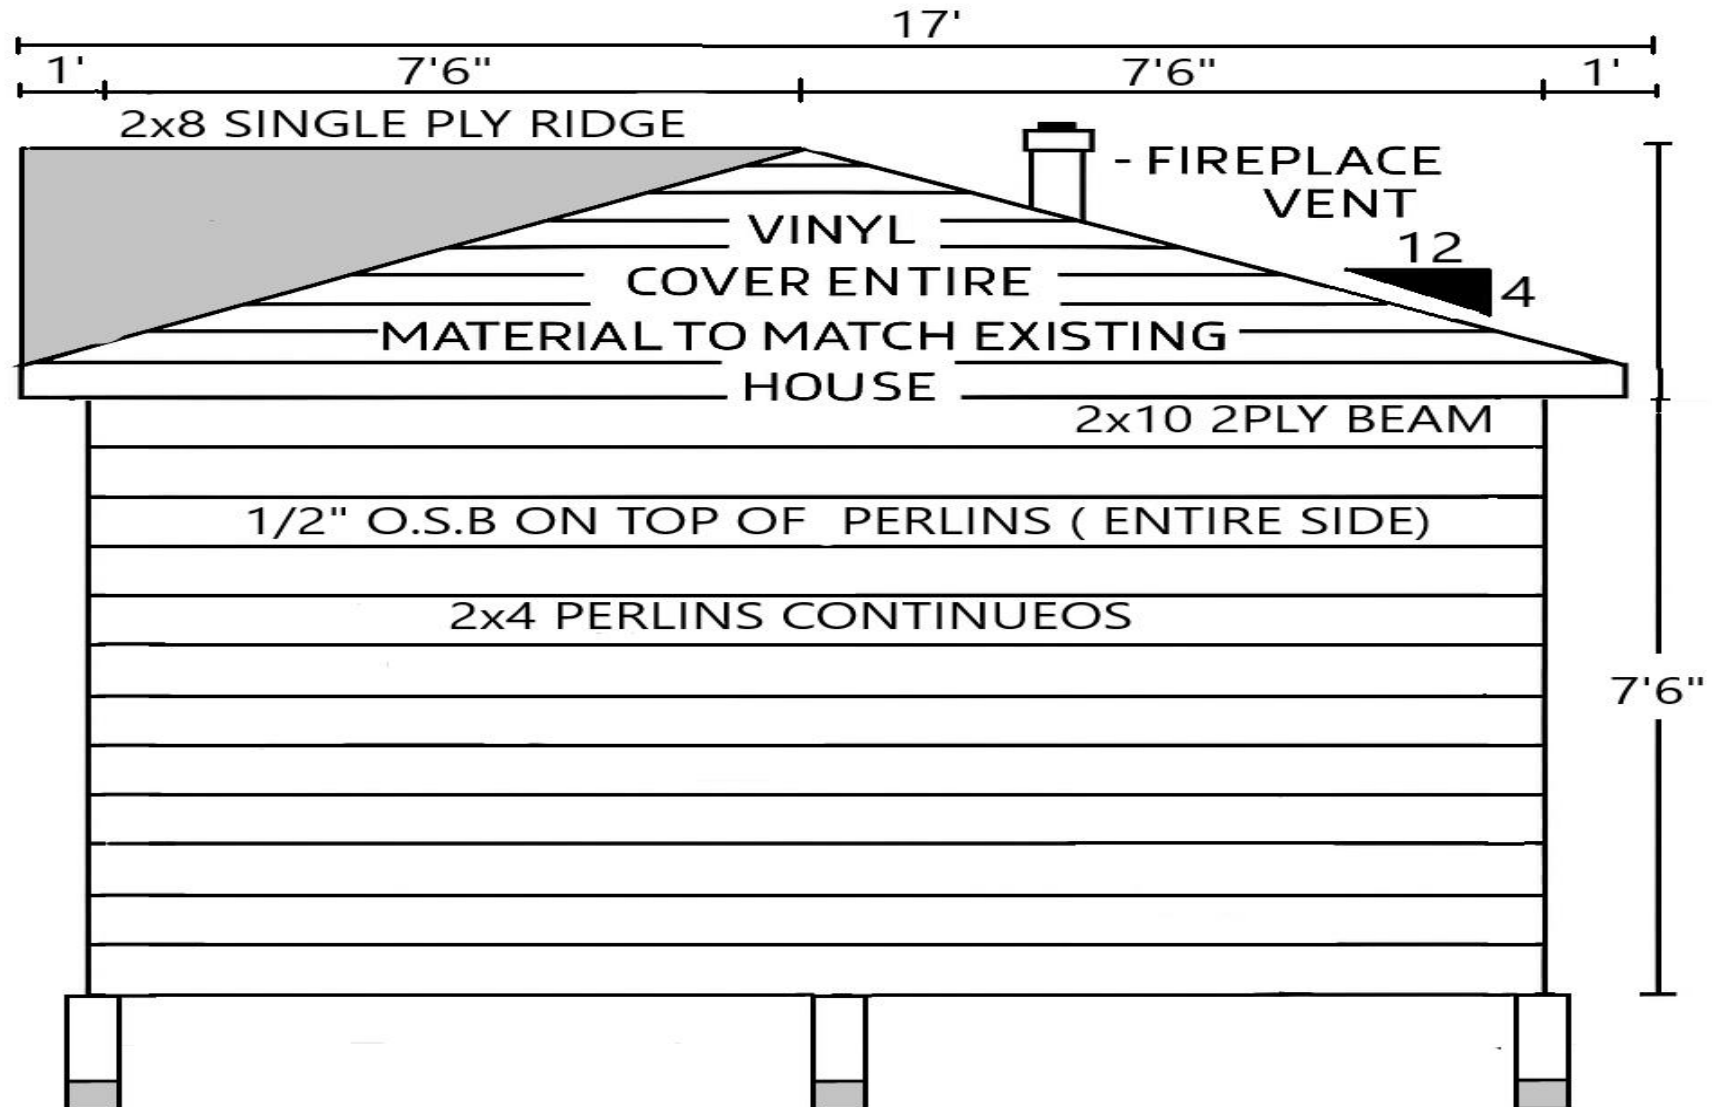 17'
1' 7'6" 7'6" 1'
2x8 SINGLE PLY RIDGE
- FIREPLACE
VENT
12
4
VINYL
COVER ENTIRE
MATERIAL TO MATCH EXISTING
HOUSE
2x10 2PLY BEAM
1/2" O.S.B ON TOP OF PERLINS ( ENTIRE SIDE)
2x4 PERLINS CONTINUEOS
7'6"